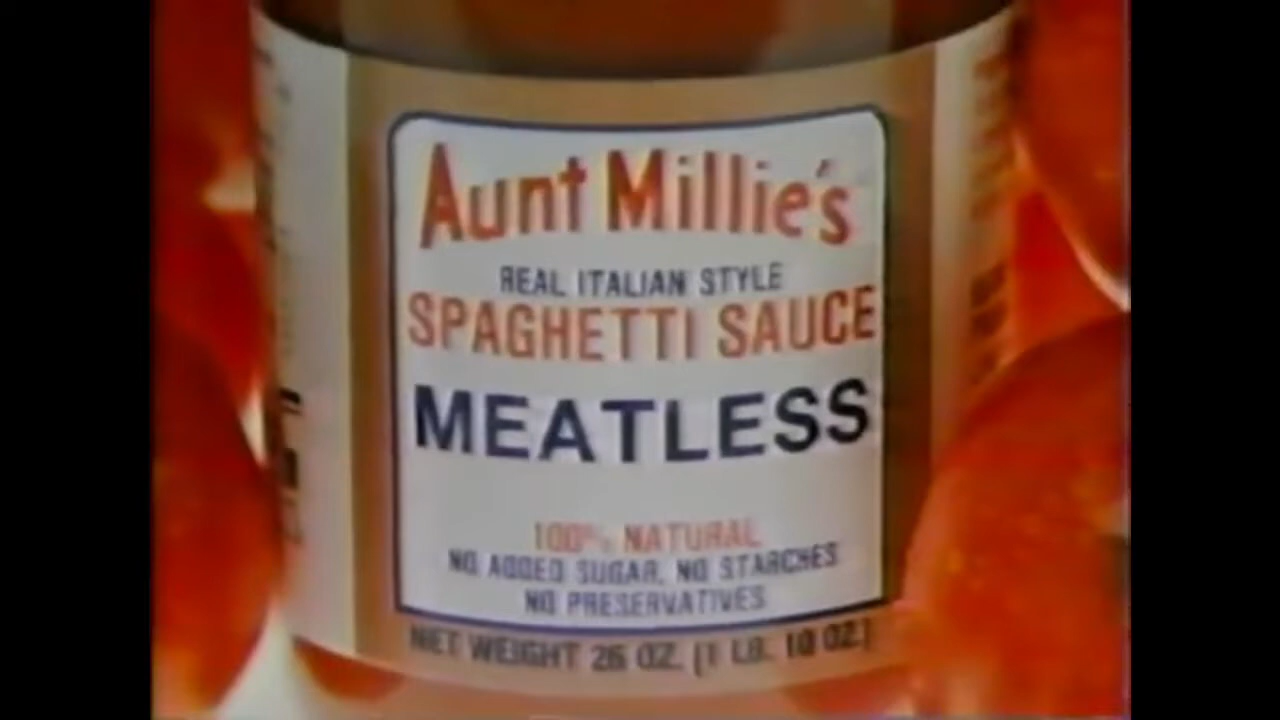 Aunt Millie's
REAL ITALIAN STYLE
SPAGHETTI SAUCE
MEATLESS
100% NATURAL
NO ADDED SUGAR, NO STARCHES
NO PRESERVATIVES
NET WEIGHT 26 OZ. (1 LB. 10 OZ.)